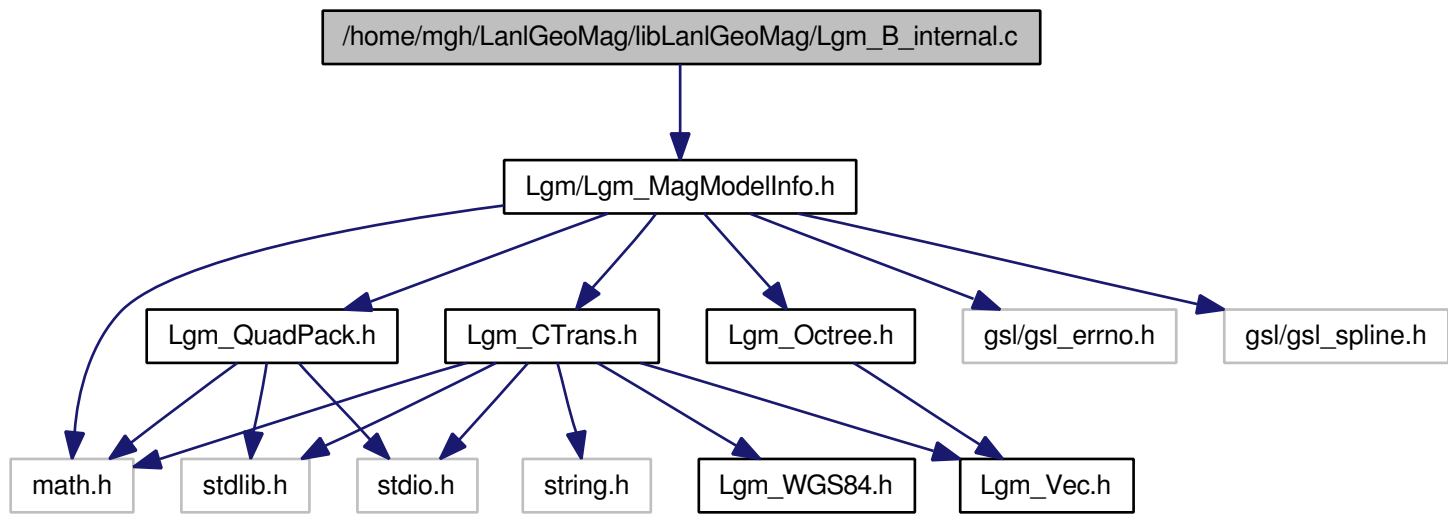 /home/mgh/LanlGeoMag/libLanlGeoMag/Lgm_B_internal.c
Lgm/Lgm_MagModelInfo.h
Lgm_QuadPack.h
Lgm_CTrans.h
Lgm_Octree.h
gsl/gsl_errno.h
gsl/gsl_spline.h
math.h
stdlib.h
stdio.h
string.h
Lgm_WGS84.h
Lgm_Vec.h